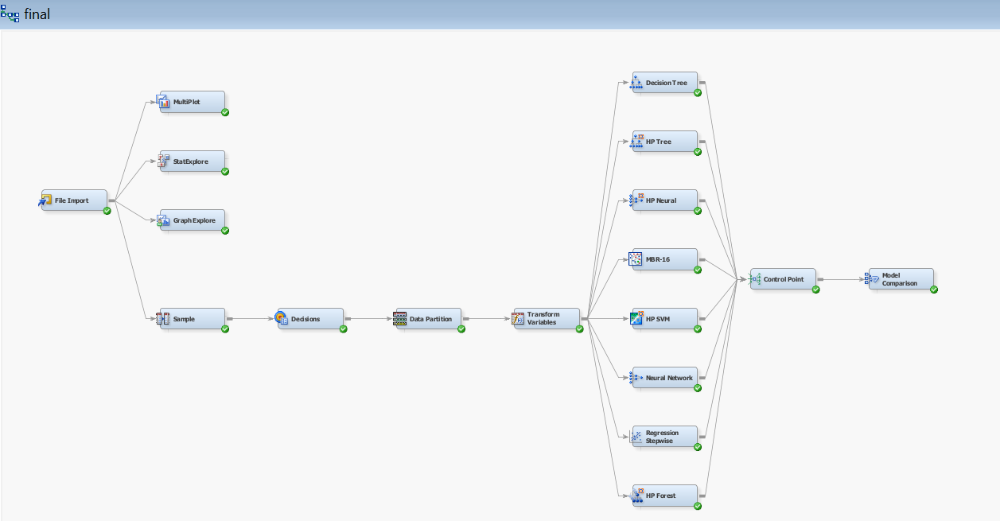 final
MultiPlot
StatExplore
File Import
Graph Explore
Sample
Decisions
Data Partition
Transform
Variables
Decision Tree
HP Tree
HP Neural
MBR-16
HP SVM
Neural Network
Regression
Stepwise
HP Forest
Control Point
Model
Comparison